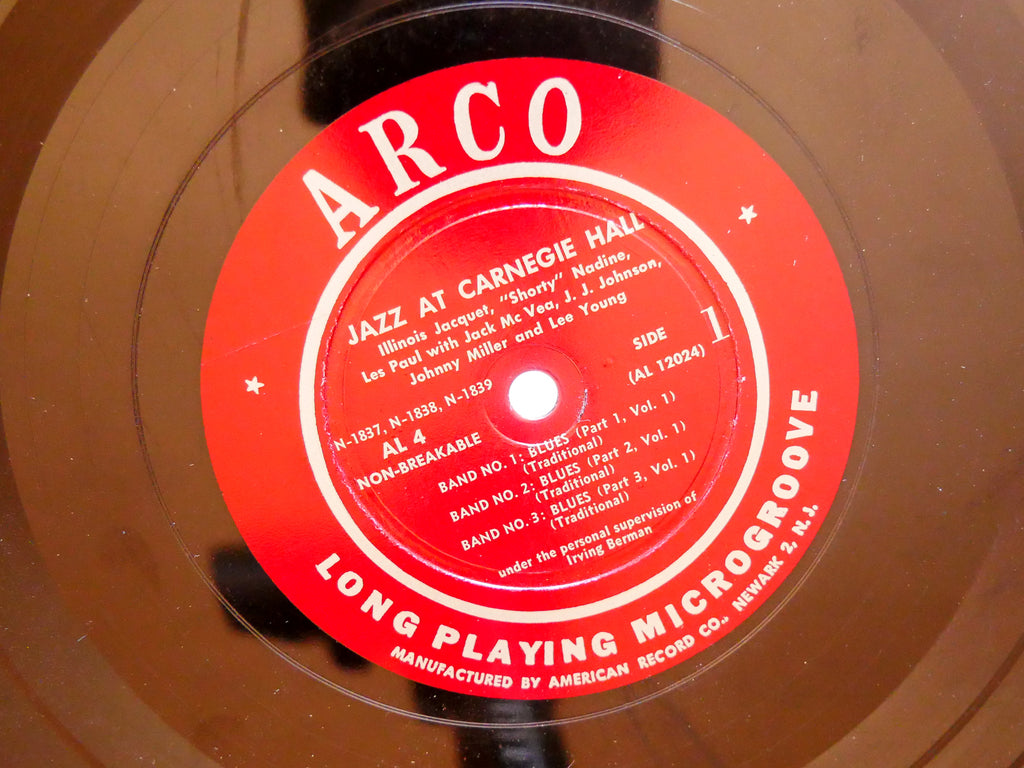 ARCO
JAZZ AT CARNEGIE HALL
Illinois Jacquet, "Shorty" Nadine,
Les Paul with Jack Mc Vea, J. J. Johnson,
Johnny Miller and Lee Young
SIDE 1
N-1837, N-1838, N-1839
(AL 12024)
AL 4
NON-BREAKABLE
BAND NO. 1: BLUES (Part 1, Vol. 1)
(Traditional)
BAND NO. 2: BLUES (Part 2, Vol. 1)
(Traditional)
BAND NO. 3: BLUES (Part 3, Vol. 1)
(Traditional)
under the personal supervision of
Irving Berman
LONG PLAYING MICROGROOVE
MANUFACTURED BY AMERICAN RECORD CO., NEWARK 2, N.J.